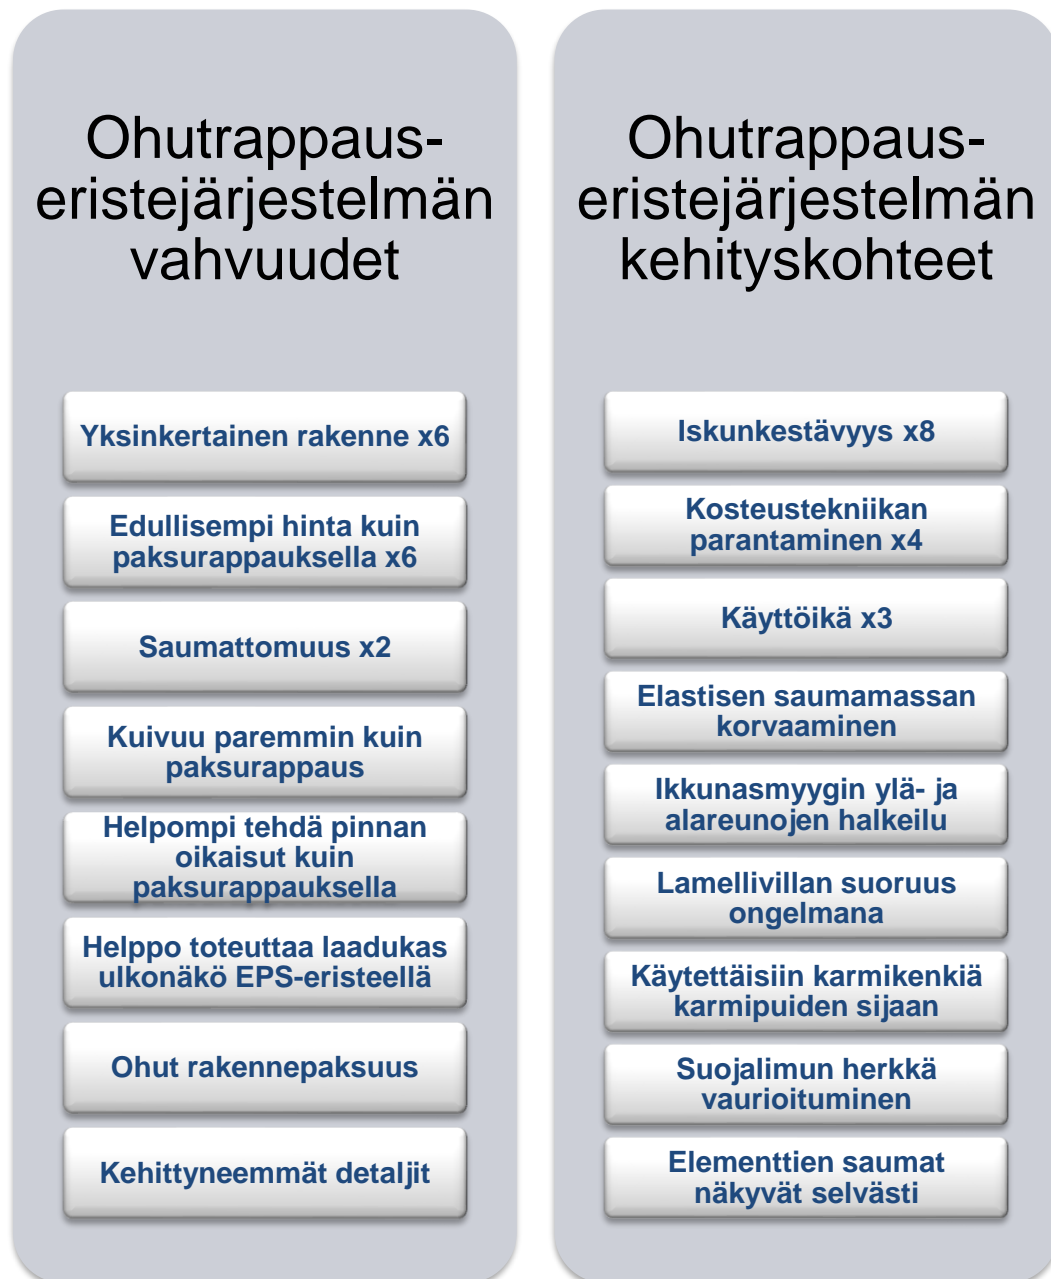 Ohutrappaus-
eristejärjestelmän
vahvuudet
Yksinkertainen rakenne x6
Edullisempi hinta kuin
paksurappauksella x6
Saumattomuus x2
Kuivuu paremmin kuin
paksurappaus
Helpompi tehdä pinnan
oikaisut kuin
paksurappauksella
Helppo toteuttaa laadukas
ulkonäkö EPS-eristeellä
Ohut rakennepaksuus
Kehittyneemmät detaljit
Ohutrappaus-
eristejärjestelmän
kehityskohteet
Iskunkestävyys x8
Kosteustekniikan
parantaminen x4
Käyttöikä x3
Elastisen saumamassan
korvaaminen
Ikkunasmyygin ylä- ja
alareunojen halkeilu
Lamellivillan suoruus
ongelmana
Käytettäisiin karmikenkiä
karmipuiden sijaan
Suojalimun herkkä
vaurioituminen
Elementtien saumat
näkyvät selvästi